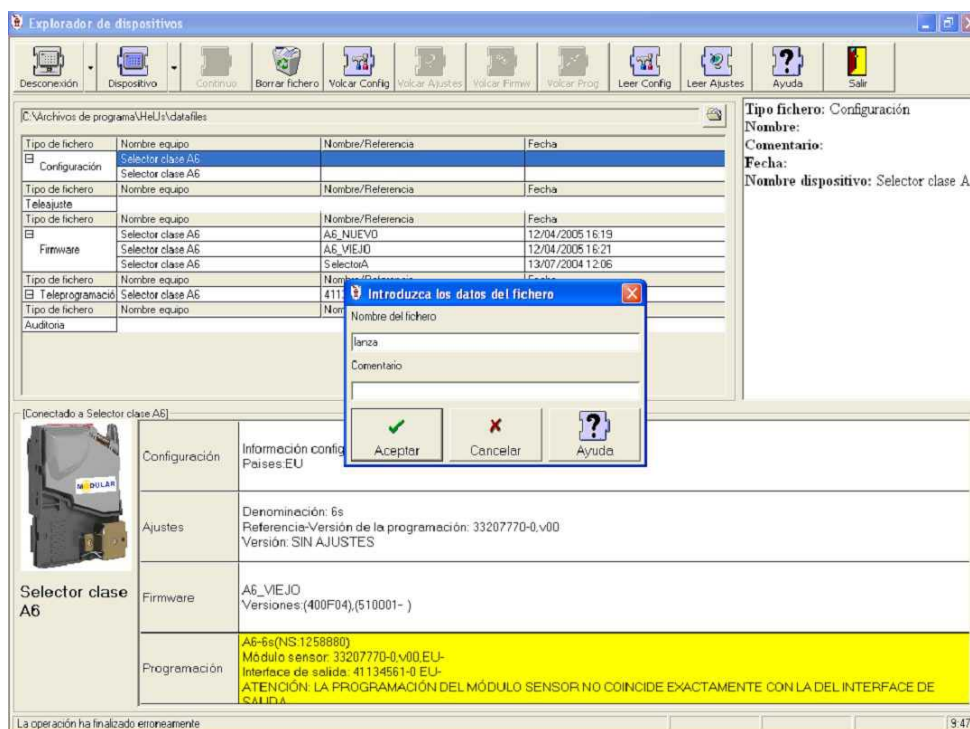 Explorador de dispositivos
Desconexión Dispositivo Continuo Borrar fichero Volcar Config Volcar Ajustes Volcar Firmw Volcar Prog Leer Config Leer Ajustes Ayuda Salir
C:\Archivos de programa\HeUs\datafiles
Tipo de fichero Nombre equipo Nombre/Referencia Fecha
Configuración Selector clase A6
Selector clase A6
Tipo de fichero Nombre equipo Nombre/Referencia Fecha
Teleajuste
Tipo de fichero Nombre equipo Nombre/Referencia Fecha
Firmware Selector clase A6 A6_NUEVO 12/04/2005 16:19
Selector clase A6 A6_VIEJO 12/04/2005 16:21
Selector clase A6 SelectorA 13/07/2004 12:06
Tipo de fichero Nombre equipo
Teleprogramació Selector clase A6 411
Tipo de fichero Nombre equipo Nom
Auditoria
Tipo fichero: Configuración
Nombre:
Comentario:
Fecha:
Nombre dispositivo: Selector clase A
Introduzca los datos del fichero
Nombre del fichero
lanza
Comentario
Aceptar Cancelar Ayuda
[Conectado a Selector clase A6]
MODULAR
Selector clase
A6
Configuración
Información config
Paises:EU
Ajustes
Denominación: 6s
Referencia-Versión de la programación: 33207770-0,v00
Versión: SIN AJUSTES
Firmware
A6_VIEJO
Versiones:(400F04),(510001- )
Programación
A6-6s(NS:1258880)
Módulo sensor: 33207770-0,v00,EU-
Interface de salida: 41134561-0 EU-
ATENCIÓN: LA PROGRAMACIÓN DEL MÓDULO SENSOR NO COINCIDE EXACTAMENTE CON LA DEL INTERFACE DE
SALIDA
La operación ha finalizado erroneamente
9:47